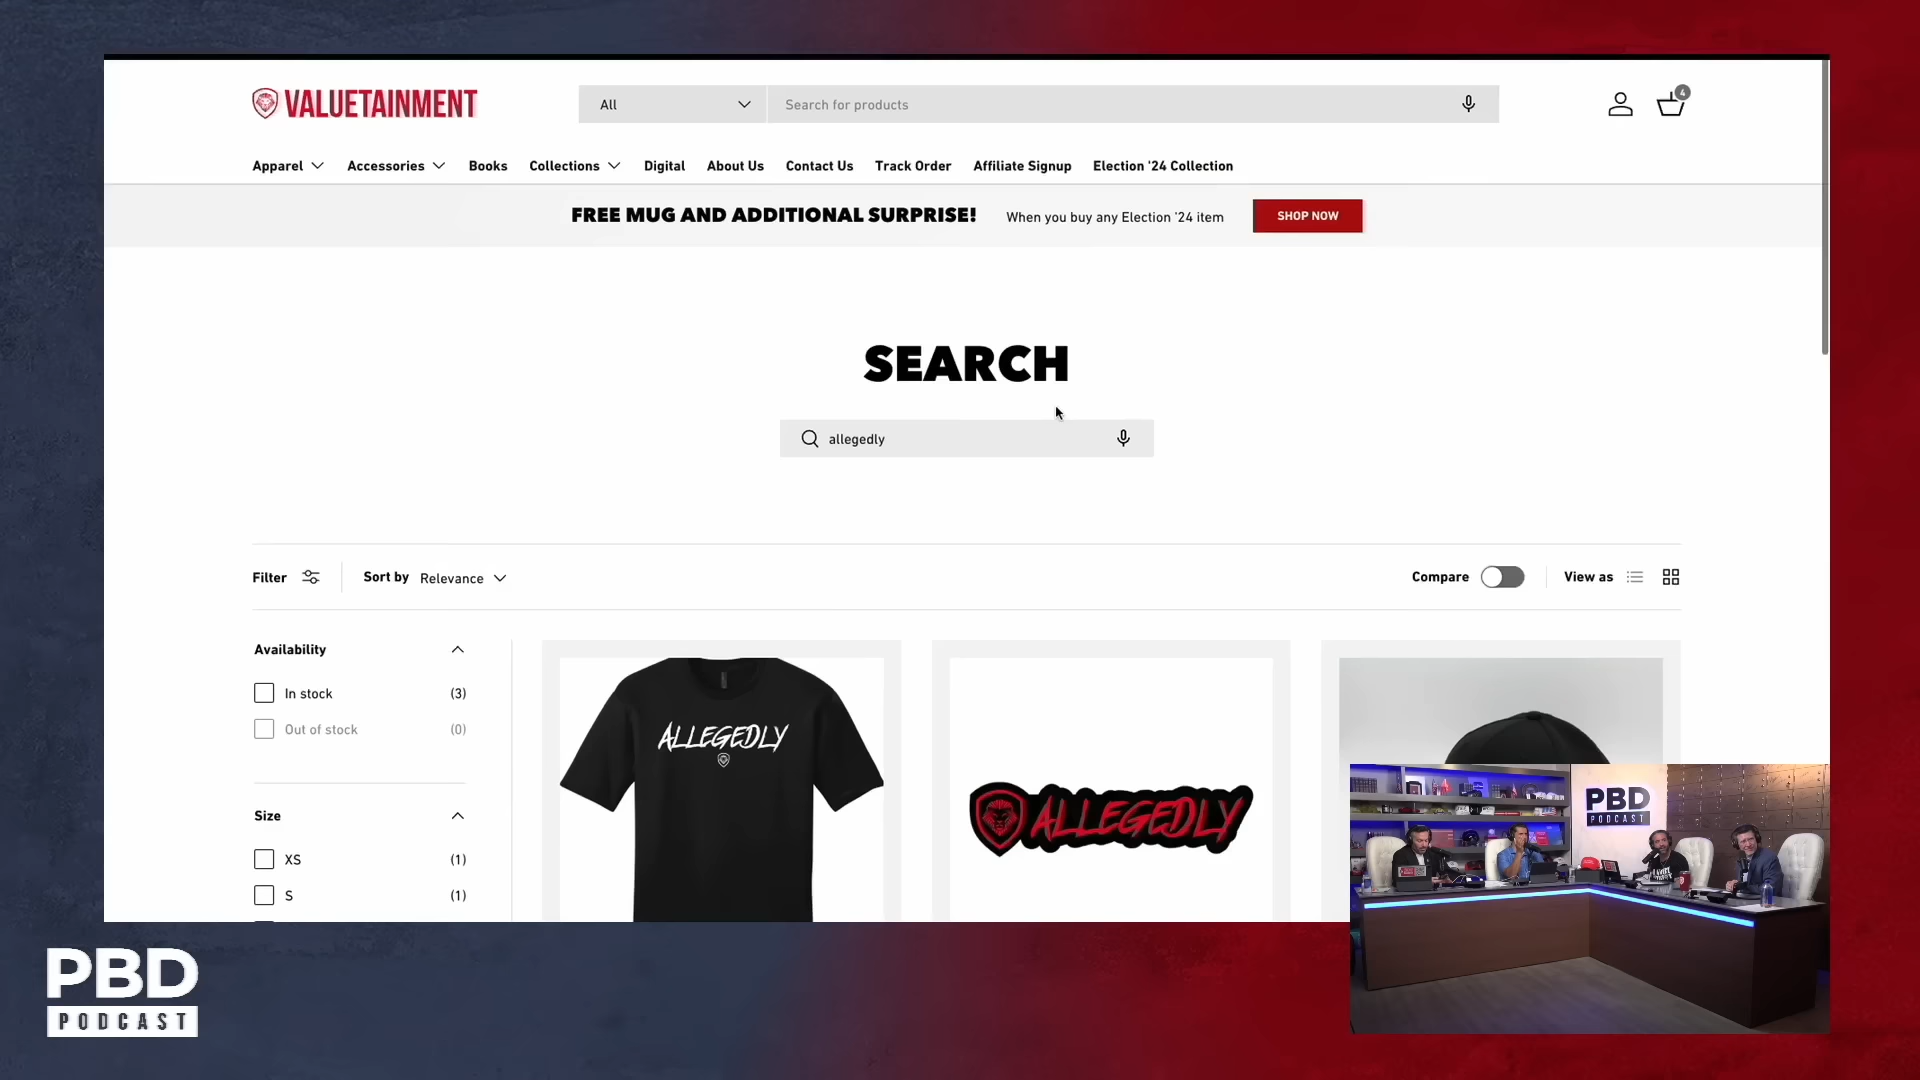 VALUETAINMENT
All
Search for products
4
Apparel
Accessories
Books
Collections
Digital
About Us
Contact Us
Track Order
Affiliate Signup
Election '24 Collection
FREE MUG AND ADDITIONAL SURPRISE!
When you buy any Election '24 item
SHOP NOW
SEARCH
allegedly
Filter
Sort by Relevance
Compare
View as
Availability
In stock (3)
Out of stock (0)
Size
XS (1)
S (1)
ALLEGEDLY
ALLEGEDLY
PBD
PODCAST
PBD
PODCAST